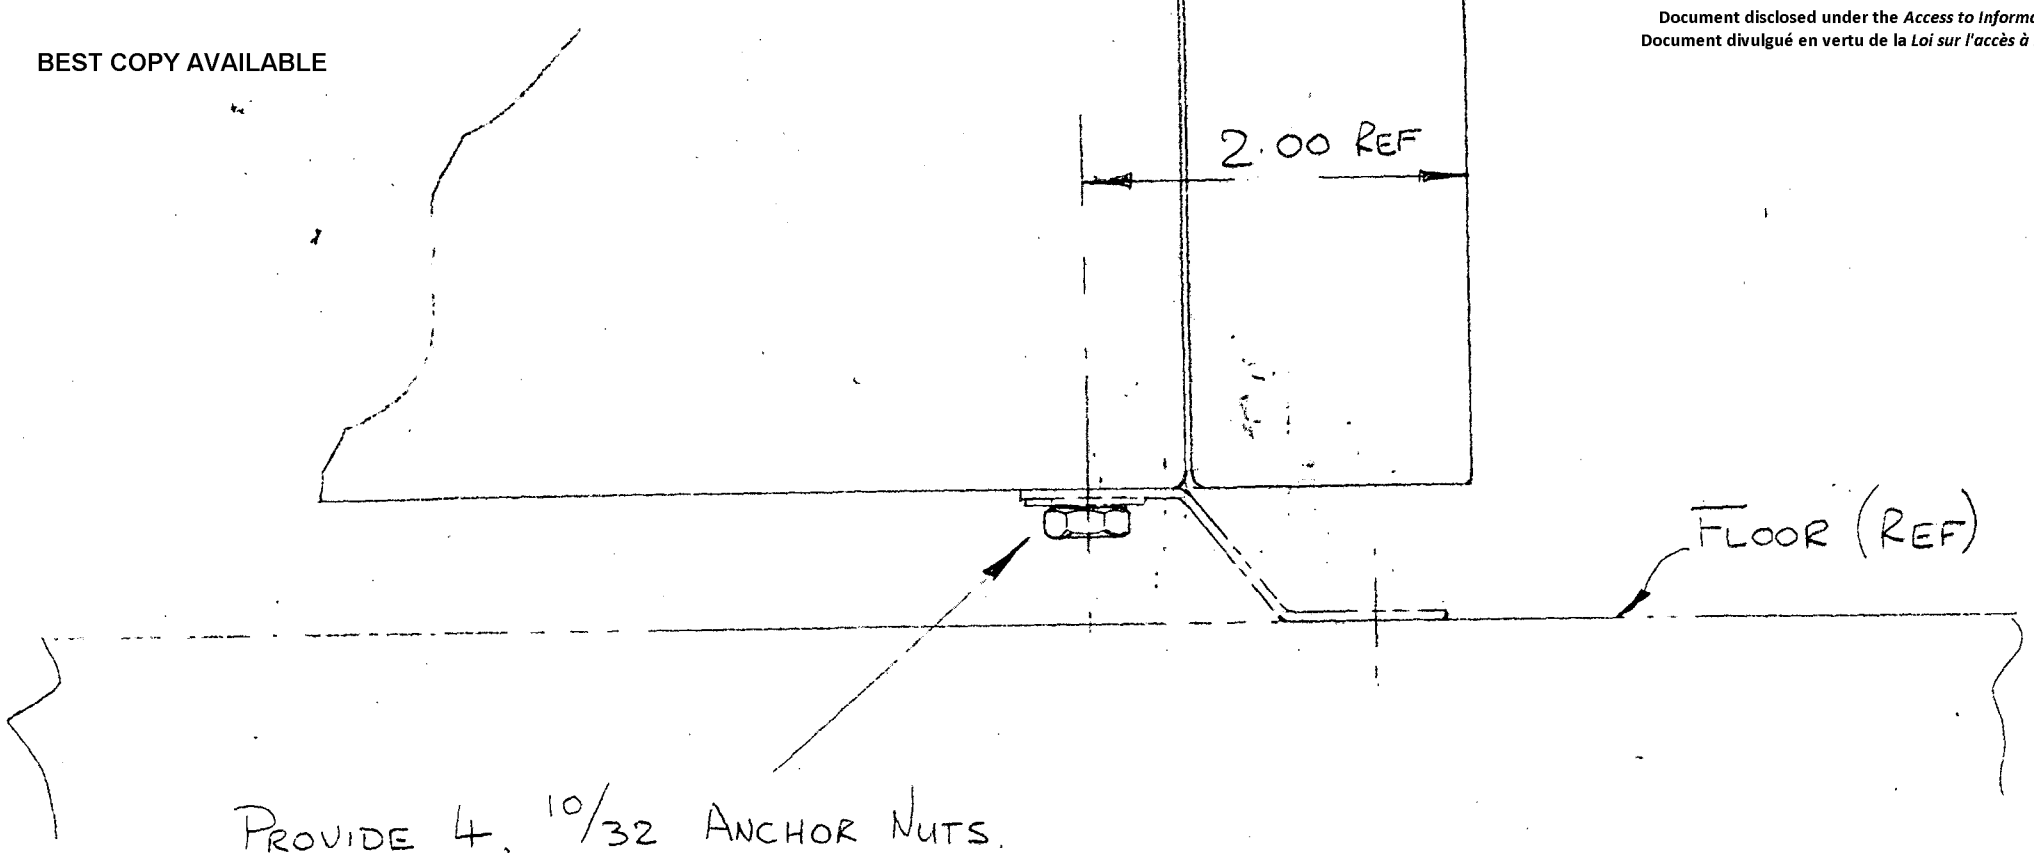 Document disclosed under the Access to Informa
Document divulgué en vertu de la Loi sur l'accès à
BEST COPY AVAILABLE
2.00 REF
FLOOR (REF)
PROVIDE 4, 10/32 ANCHOR NUTS.